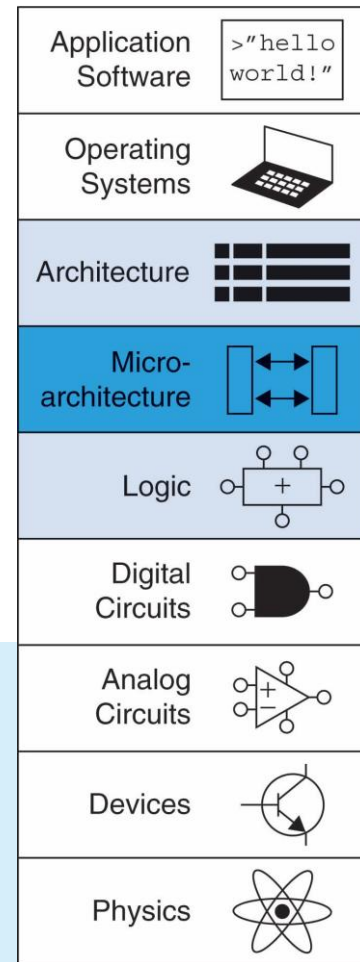 Application
Software
>"hello
world!"
Operating
Systems
Architecture
Micro-
architecture
Logic
+
Digital
Circuits
Analog
Circuits
+
−
Devices
Physics